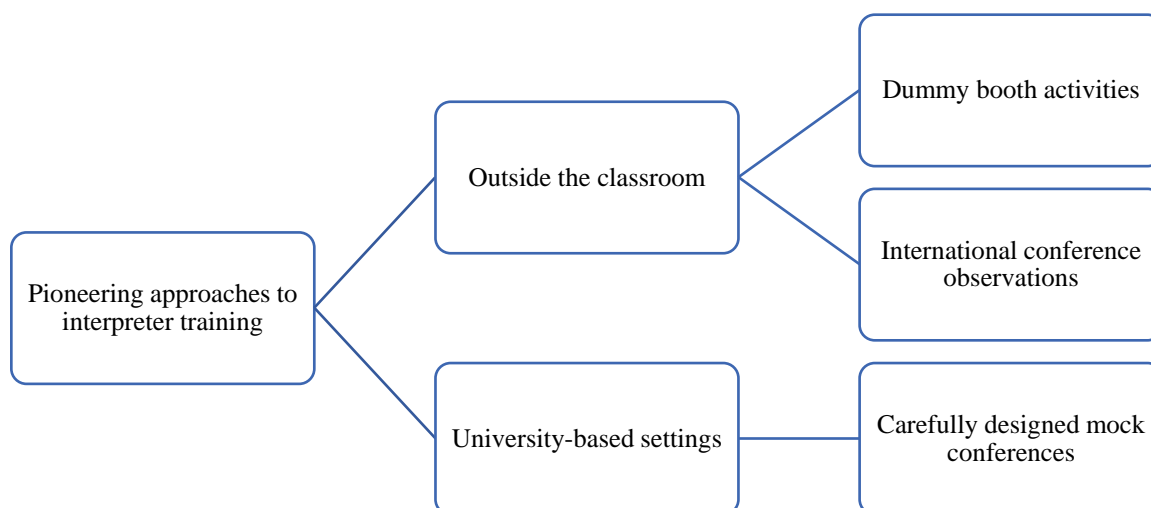 Pioneering approaches to
interpreter training
Outside the classroom
Dummy booth activities
International conference
observations
University-based settings
Carefully designed mock
conferences